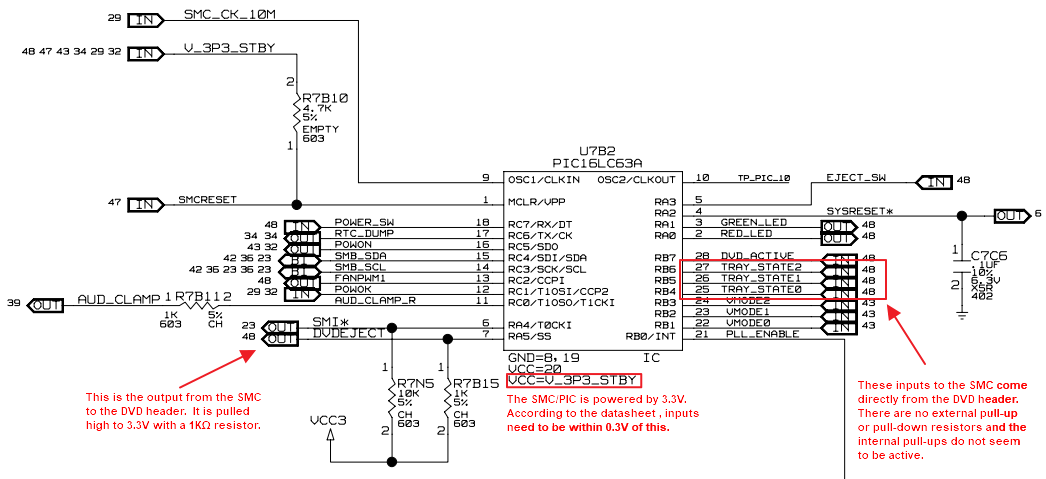 29 IN SMC_CK_10M
48 47 43 34 29 32 IN V_3P3_STBY
2
R7B10
4.7K
5%
EMPTY
603
1
U7B2
PIC16LC63A
9 OSC1/CLKIN OSC2/CLKOUT 10 TP_PIC_10
47 IN SMCRESET 1 MCLR/VPP
RA3 5 EJECT_SW IN 48
RA2 4 SYSRESET* OUT 6
48 IN POWER_SW 18 RC7/RX/DT RA1 3 GREEN_LED OUT 48
34 34 OUT RTC_DUMP 17 RC6/TX/CK RA0 2 RED_LED OUT 48
43 32 OUT POWON 16 RC5/SDO
42 36 23 B SMB_SDA 15 RC4/SDI/SDA RB7 28 DVD_ACTIVE IN 48
42 36 23 36 23 B SMB_SCL 14 RC3/SCK/SCL RB6 27 TRAY_STATE2 IN 48
48 OUT FANPWM1 13 RC2/CCPI RB5 26 TRAY_STATE1 IN 48
29 32 IN POWOK 12 RC1/T1OSI/CCP2 RB4 25 TRAY_STATE0 IN 48
AUD_CLAMP_R 11 RC0/T1OSO/T1CKI RB3 24 VMODE2 IN 43
RB2 23 VMODE1 IN 43
RB1 22 VMODE0 IN 43
23 OUT SMI* 6 RA4/T0CKI
48 OUT DVDEJECT 7 RA5/SS RB0/INT 21 PLL_ENABLE
39 OUT AUD_CLAMP 1 R7B11 2
1K 5%
603 CH
1
C7C6
.1UF
10%
6.3V
X5R
402
2
GND=8,19 IC
VCC=20
VCC=V_3P3_STBY
1
R7N5
10K
5%
CH
603
2
1
R7B15
1K
5%
CH
603
2
VCC3
This is the output from the SMC
to the DVD header. It is pulled
high to 3.3V with a 1KΩ resistor.
The SMC/PIC is powered by 3.3V.
According to the datasheet , inputs
need to be within 0.3V of this.
These inputs to the SMC come
directly from the DVD header.
There are no external pull-up
or pull-down resistors and the
internal pull-ups do not seem
to be active.